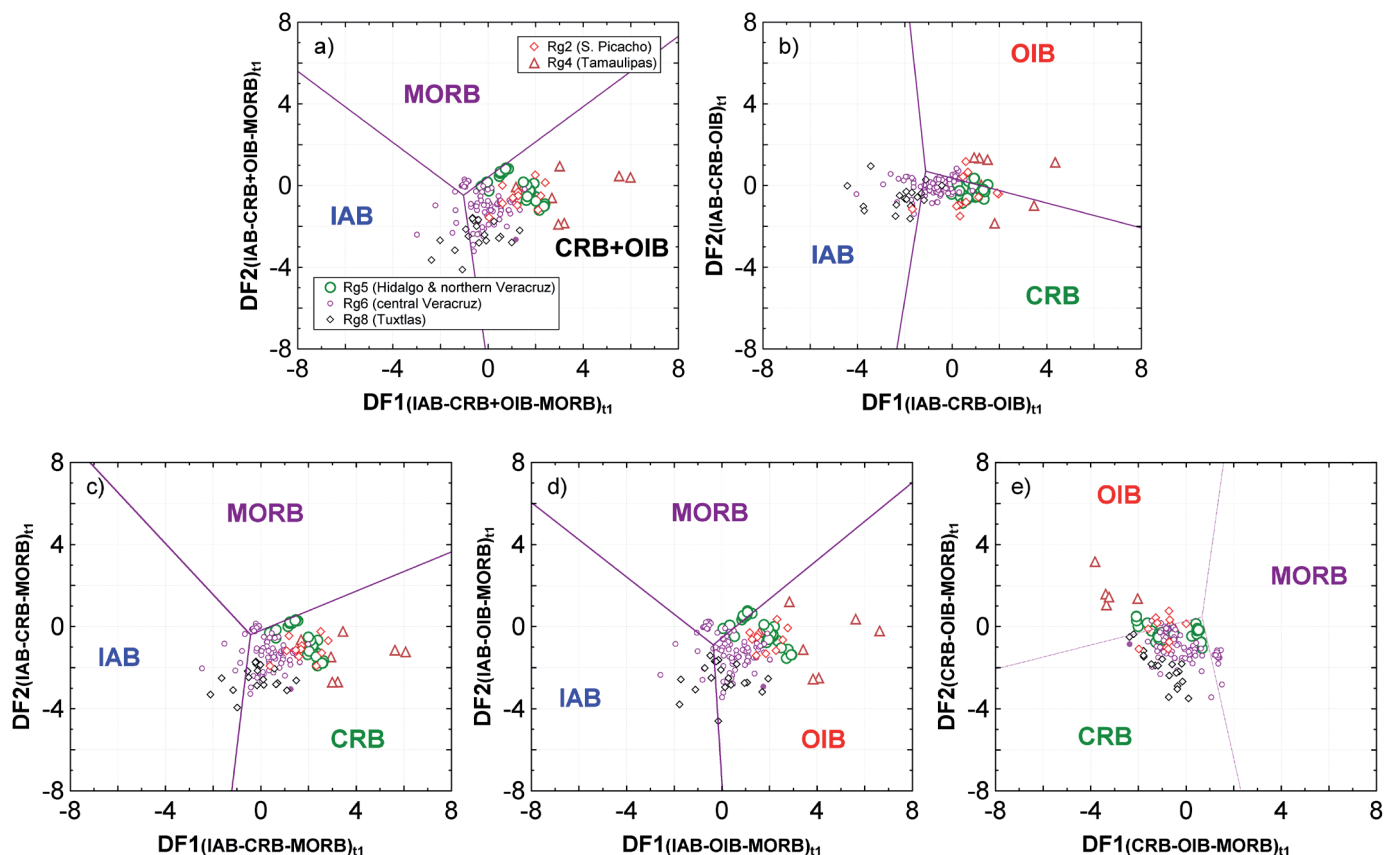 a)
8
4
0
-4
-8
-8
-4
0
4
8
MORB
IAB
CRB+OIB
Rg2 (S. Picacho)
Rg4 (Tamaulipas)
Rg5 (Hidalgo & northern Veracruz)
Rg6 (central Veracruz)
Rg8 (Tuxtlas)
DF2(IAB-CRB+OIB-MORB)t1
DF1(IAB-CRB+OIB-MORB)t1
b)
8
4
0
-4
-8
-8
-4
0
4
8
OIB
IAB
CRB
DF2(IAB-CRB-OIB)t1
DF1(IAB-CRB-OIB)t1
c)
8
4
0
-4
-8
-8
-4
0
4
8
MORB
IAB
CRB
DF2(IAB-CRB-MORB)t1
DF1(IAB-CRB-MORB)t1
d)
8
4
0
-4
-8
-8
-4
0
4
8
MORB
IAB
OIB
DF2(IAB-OIB-MORB)t1
DF1(IAB-OIB-MORB)t1
e)
8
4
0
-4
-8
-8
-4
0
4
8
OIB
MORB
CRB
DF2(CRB-OIB-MORB)t1
DF1(CRB-OIB-MORB)t1